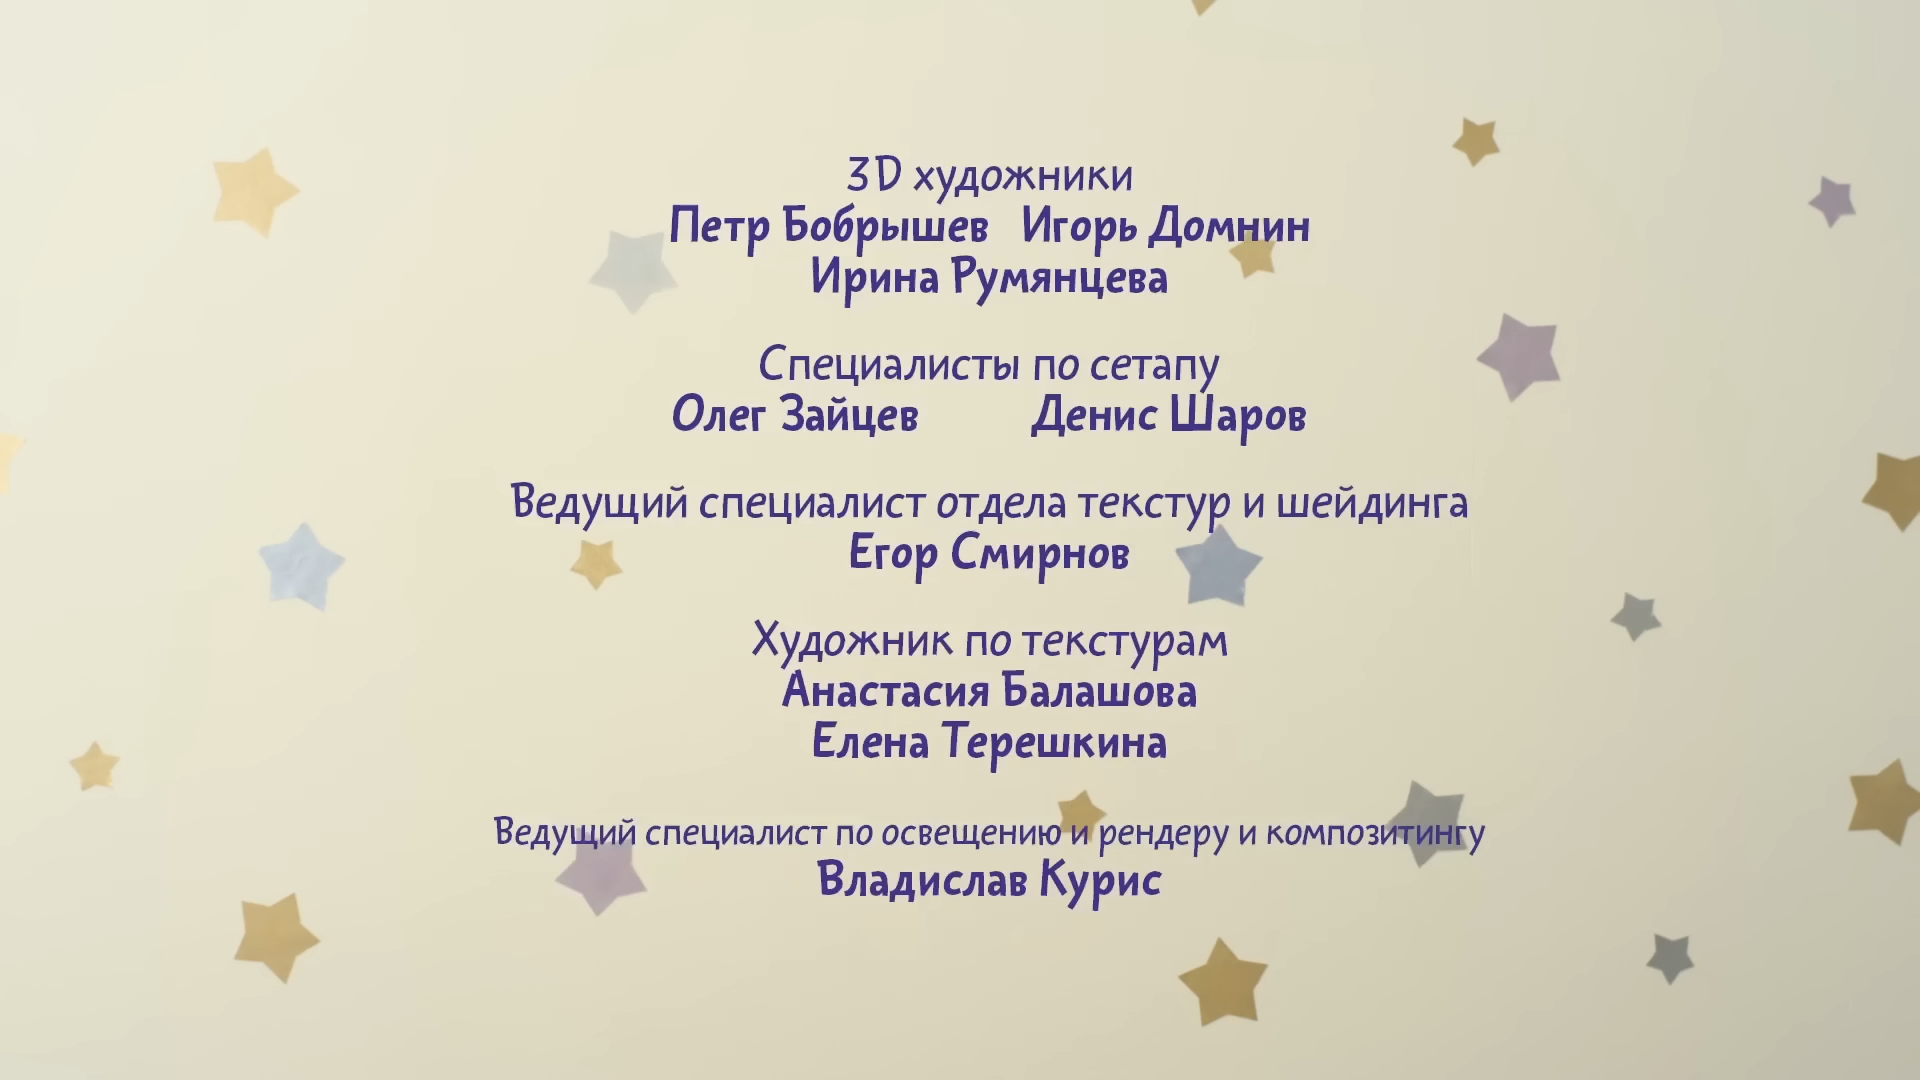 3D художники
Петр Бобрышев Игорь Домнин
Ирина Румянцева
Специалисты по сетапу
Олег Зайцев Денис Шаров
Ведущий специалист отдела текстур и шейдинга
Егор Смирнов
Художник по текстурам
Анастасия Балашова
Елена Терешкина
Ведущий специалист по освещению и рендеру и композитингу
Владислав Курис